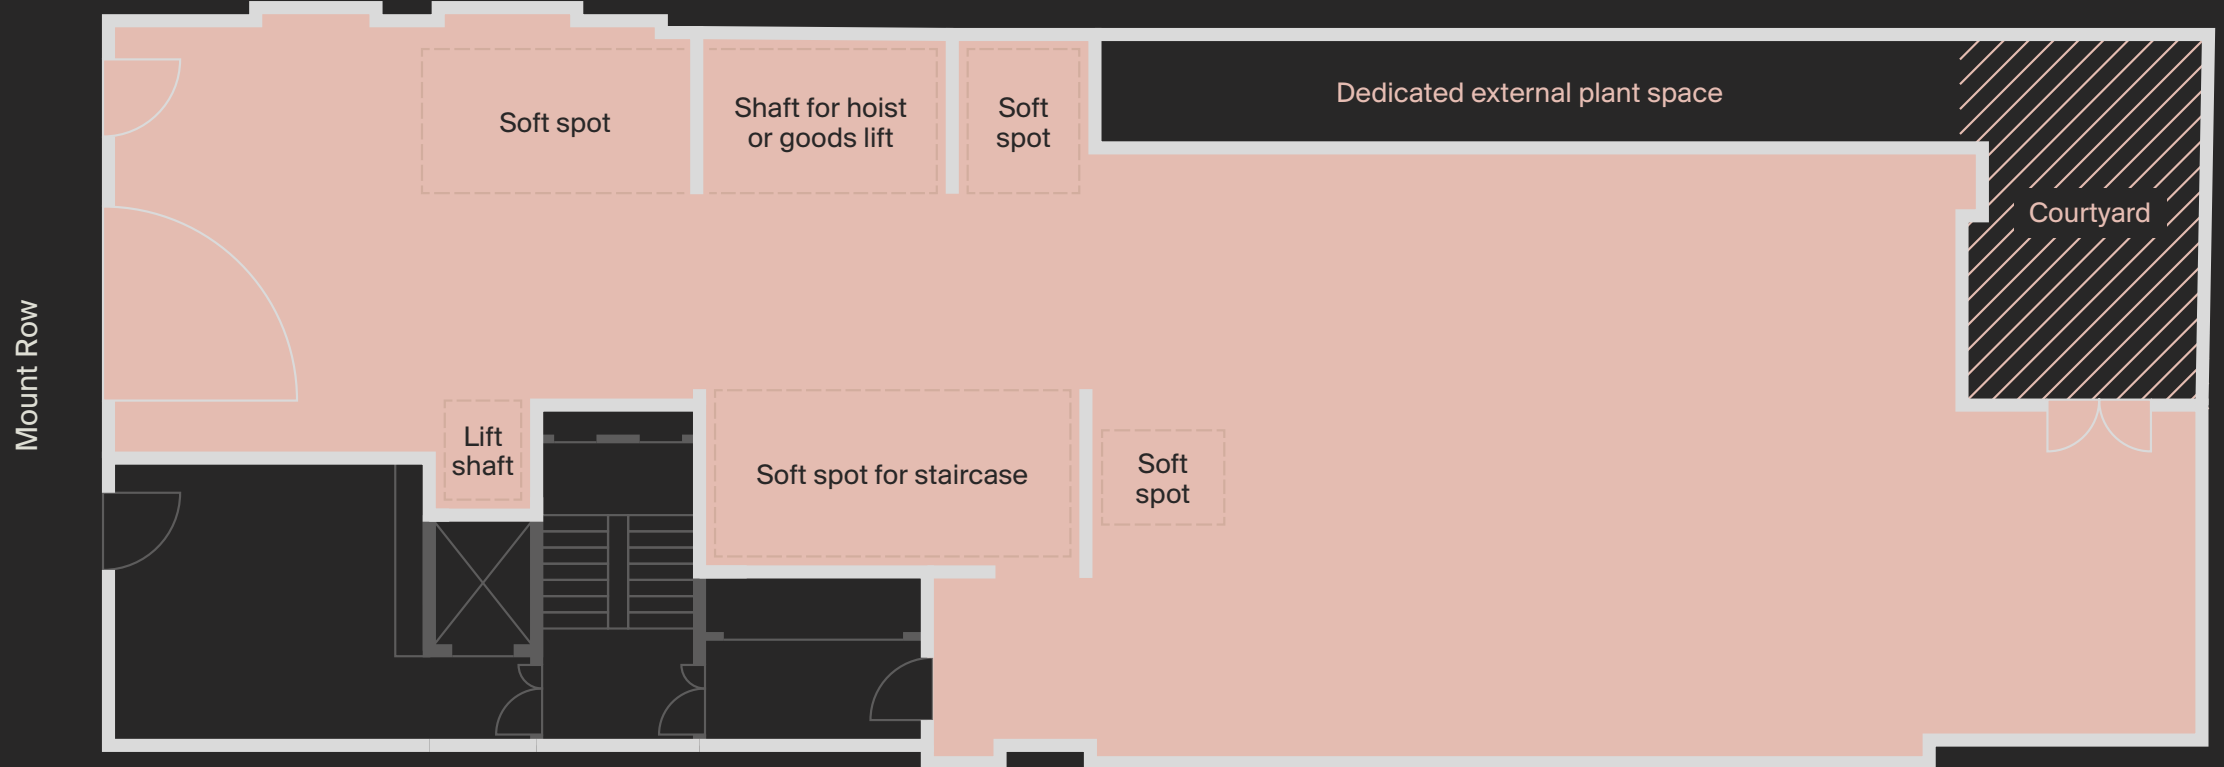 Soft spot
Shaft for hoist
or goods lift
Soft
spot
Dedicated external plant space
Courtyard
Mount Row
Lift
shaft
Soft spot for staircase
Soft
spot